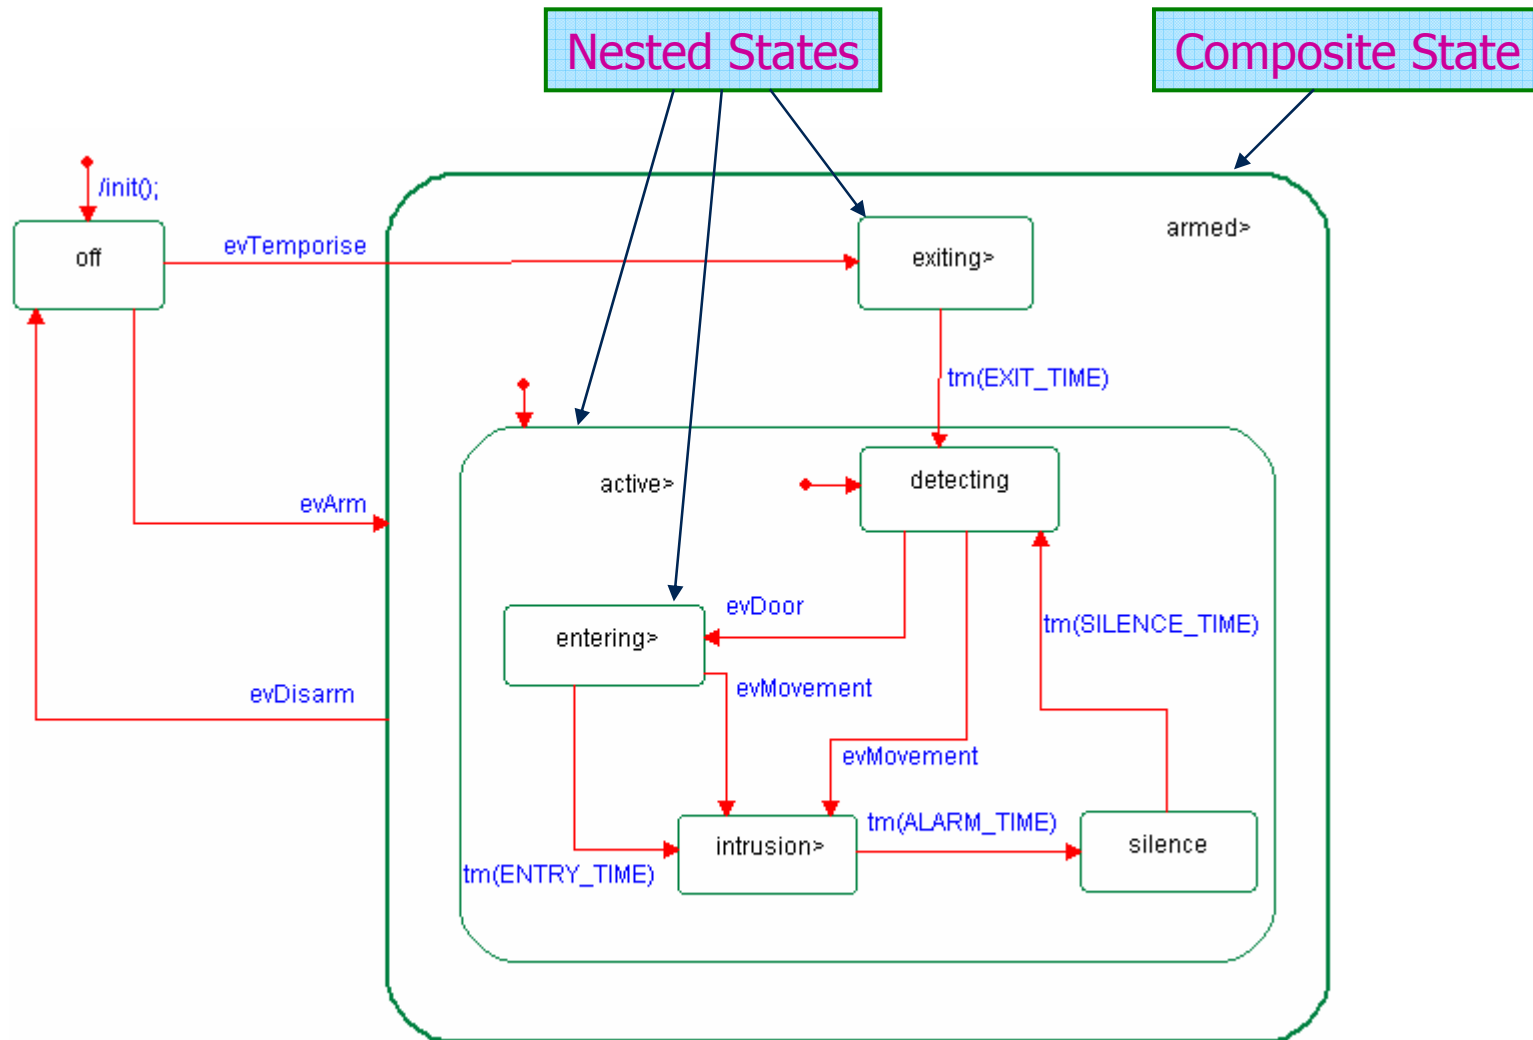 Nested States
Composite State
/init();
off
evTemporise
exiting>
armed>
tm(EXIT_TIME)
active>
detecting
evArm
evDoor
entering>
tm(SILENCE_TIME)
evDisarm
evMovement
evMovement
tm(ALARM_TIME)
intrusion>
silence
tm(ENTRY_TIME)